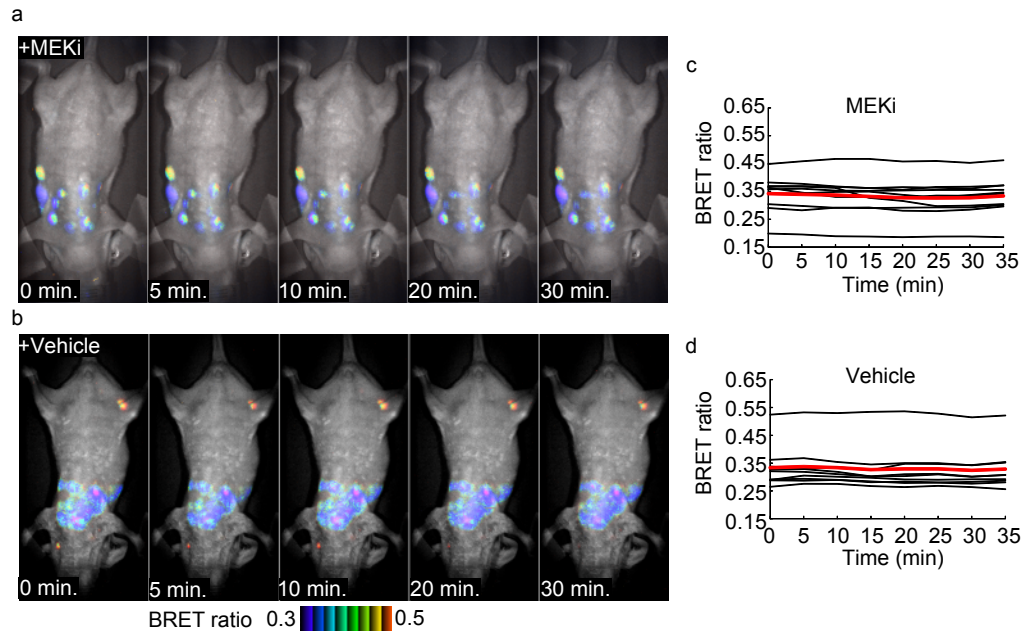 a
+MEKi
0 min.
5 min.
10 min.
20 min.
30 min.
b
+Vehicle
0 min.
5 min.
10 min.
20 min.
30 min.
BRET ratio 0.3 0.5
c
MEKi
BRET ratio
0.65
0.55
0.45
0.35
0.25
0.15
0 5 10 15 20 25 30 35
Time (min)
d
Vehicle
BRET ratio
0.65
0.55
0.45
0.35
0.25
0.15
0 5 10 15 20 25 30 35
Time (min)